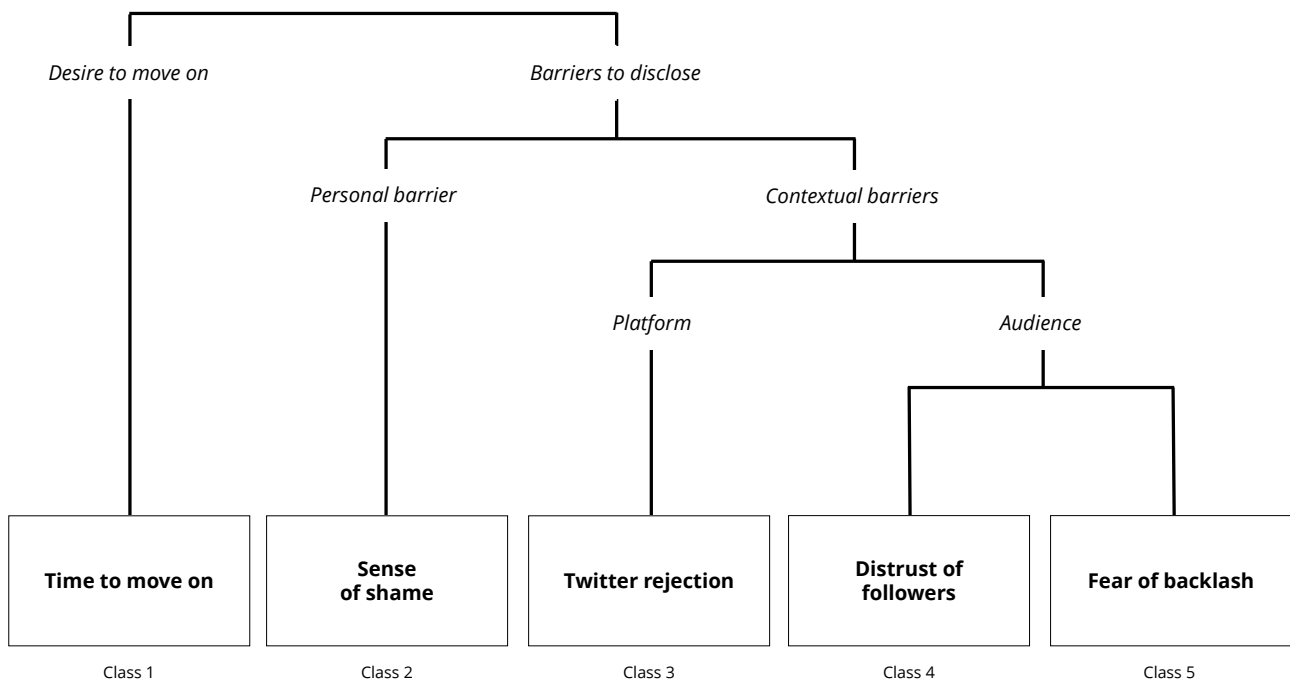 Desire to move on
Barriers to disclose
Personal barrier
Contextual barriers
Platform
Audience
Time to move on
Sense
of shame
Twitter rejection
Distrust of
followers
Fear of backlash
Class 1
Class 2
Class 3
Class 4
Class 5